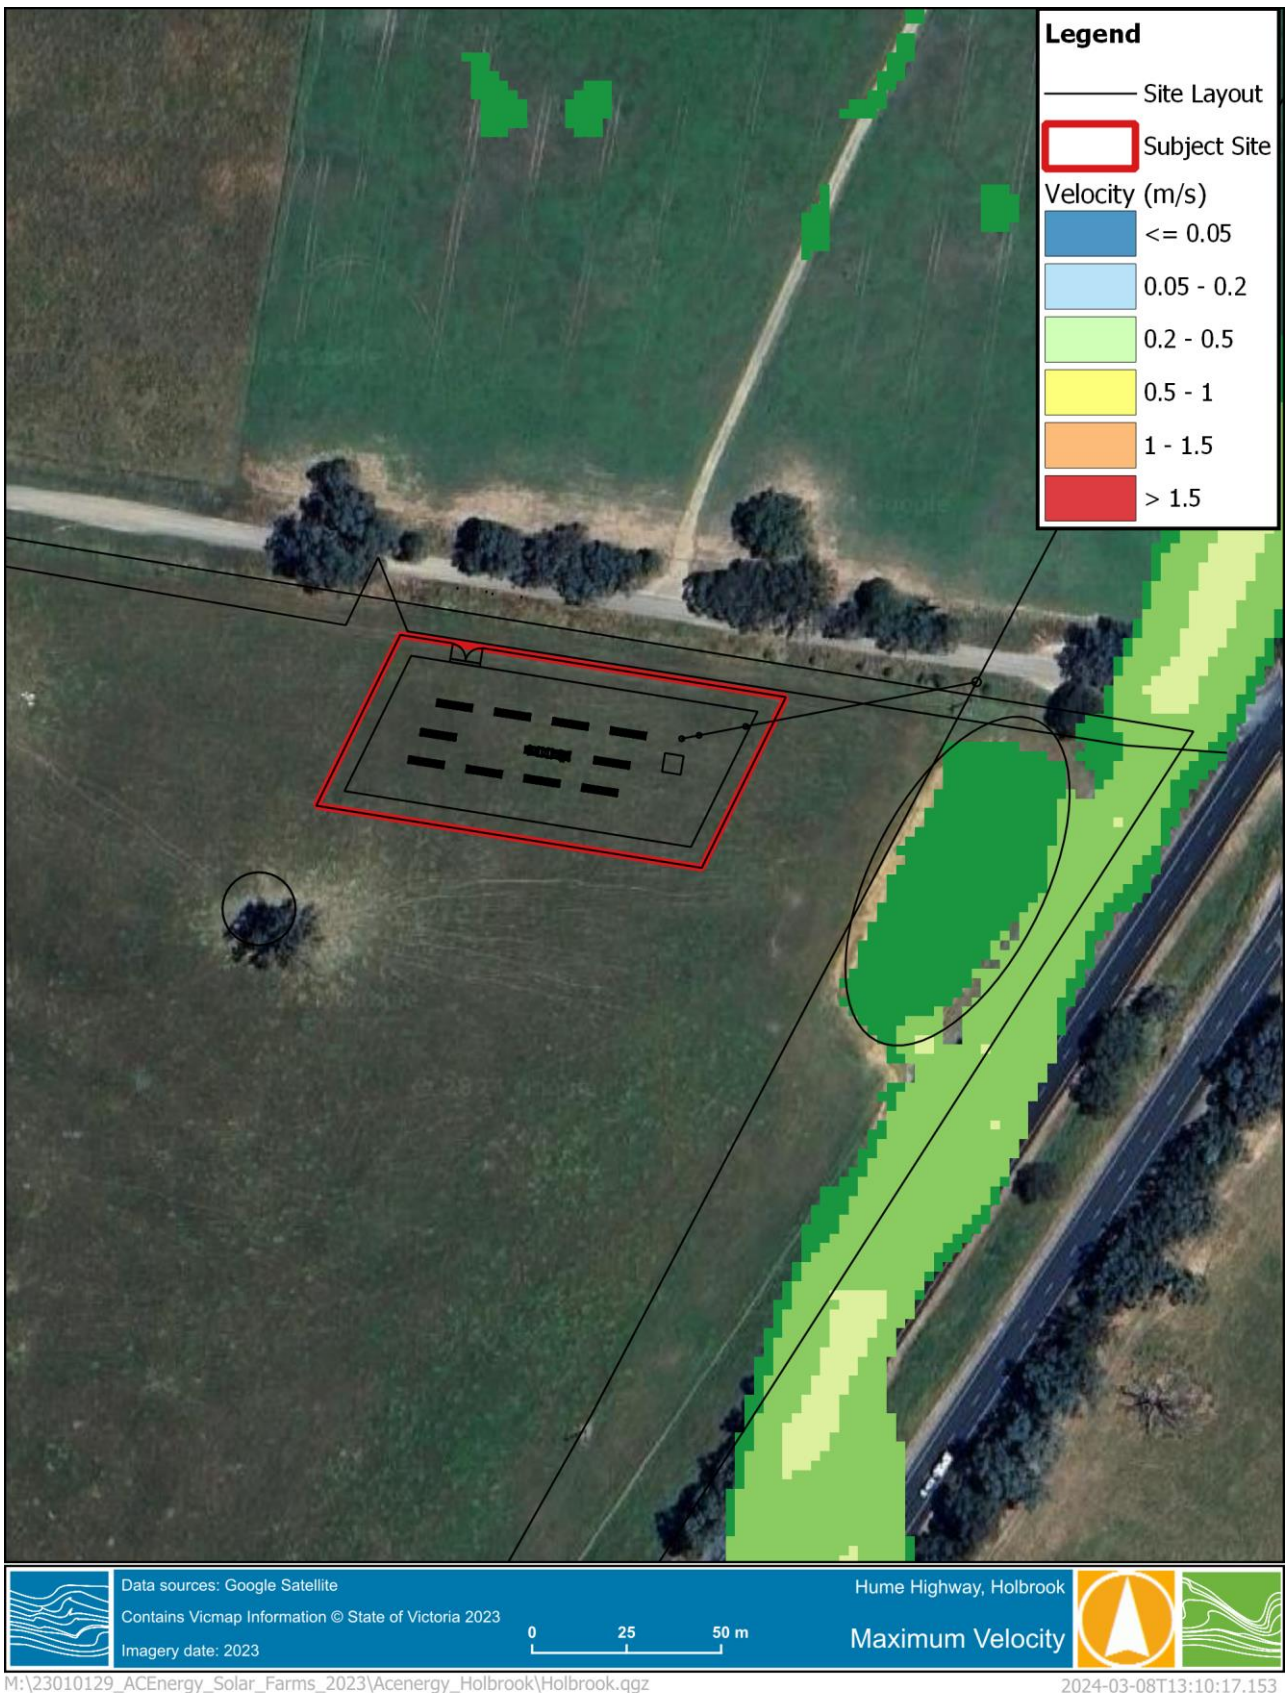 Legend
Site Layout
Subject Site
Velocity (m/s)
<= 0.05
0.05 - 0.2
0.2 - 0.5
0.5 - 1
1 - 1.5
> 1.5
Google
Data sources: Google Satellite
Contains Vicmap Information © State of Victoria 2023
Imagery date: 2023
0 25 50 m
Hume Highway, Holbrook
Maximum Velocity
M:\23010129_ACEnergy_Solar_Farms_2023\Acenergy_Holbrook\Holbrook.qgz
2024-03-08T13:10:17.153